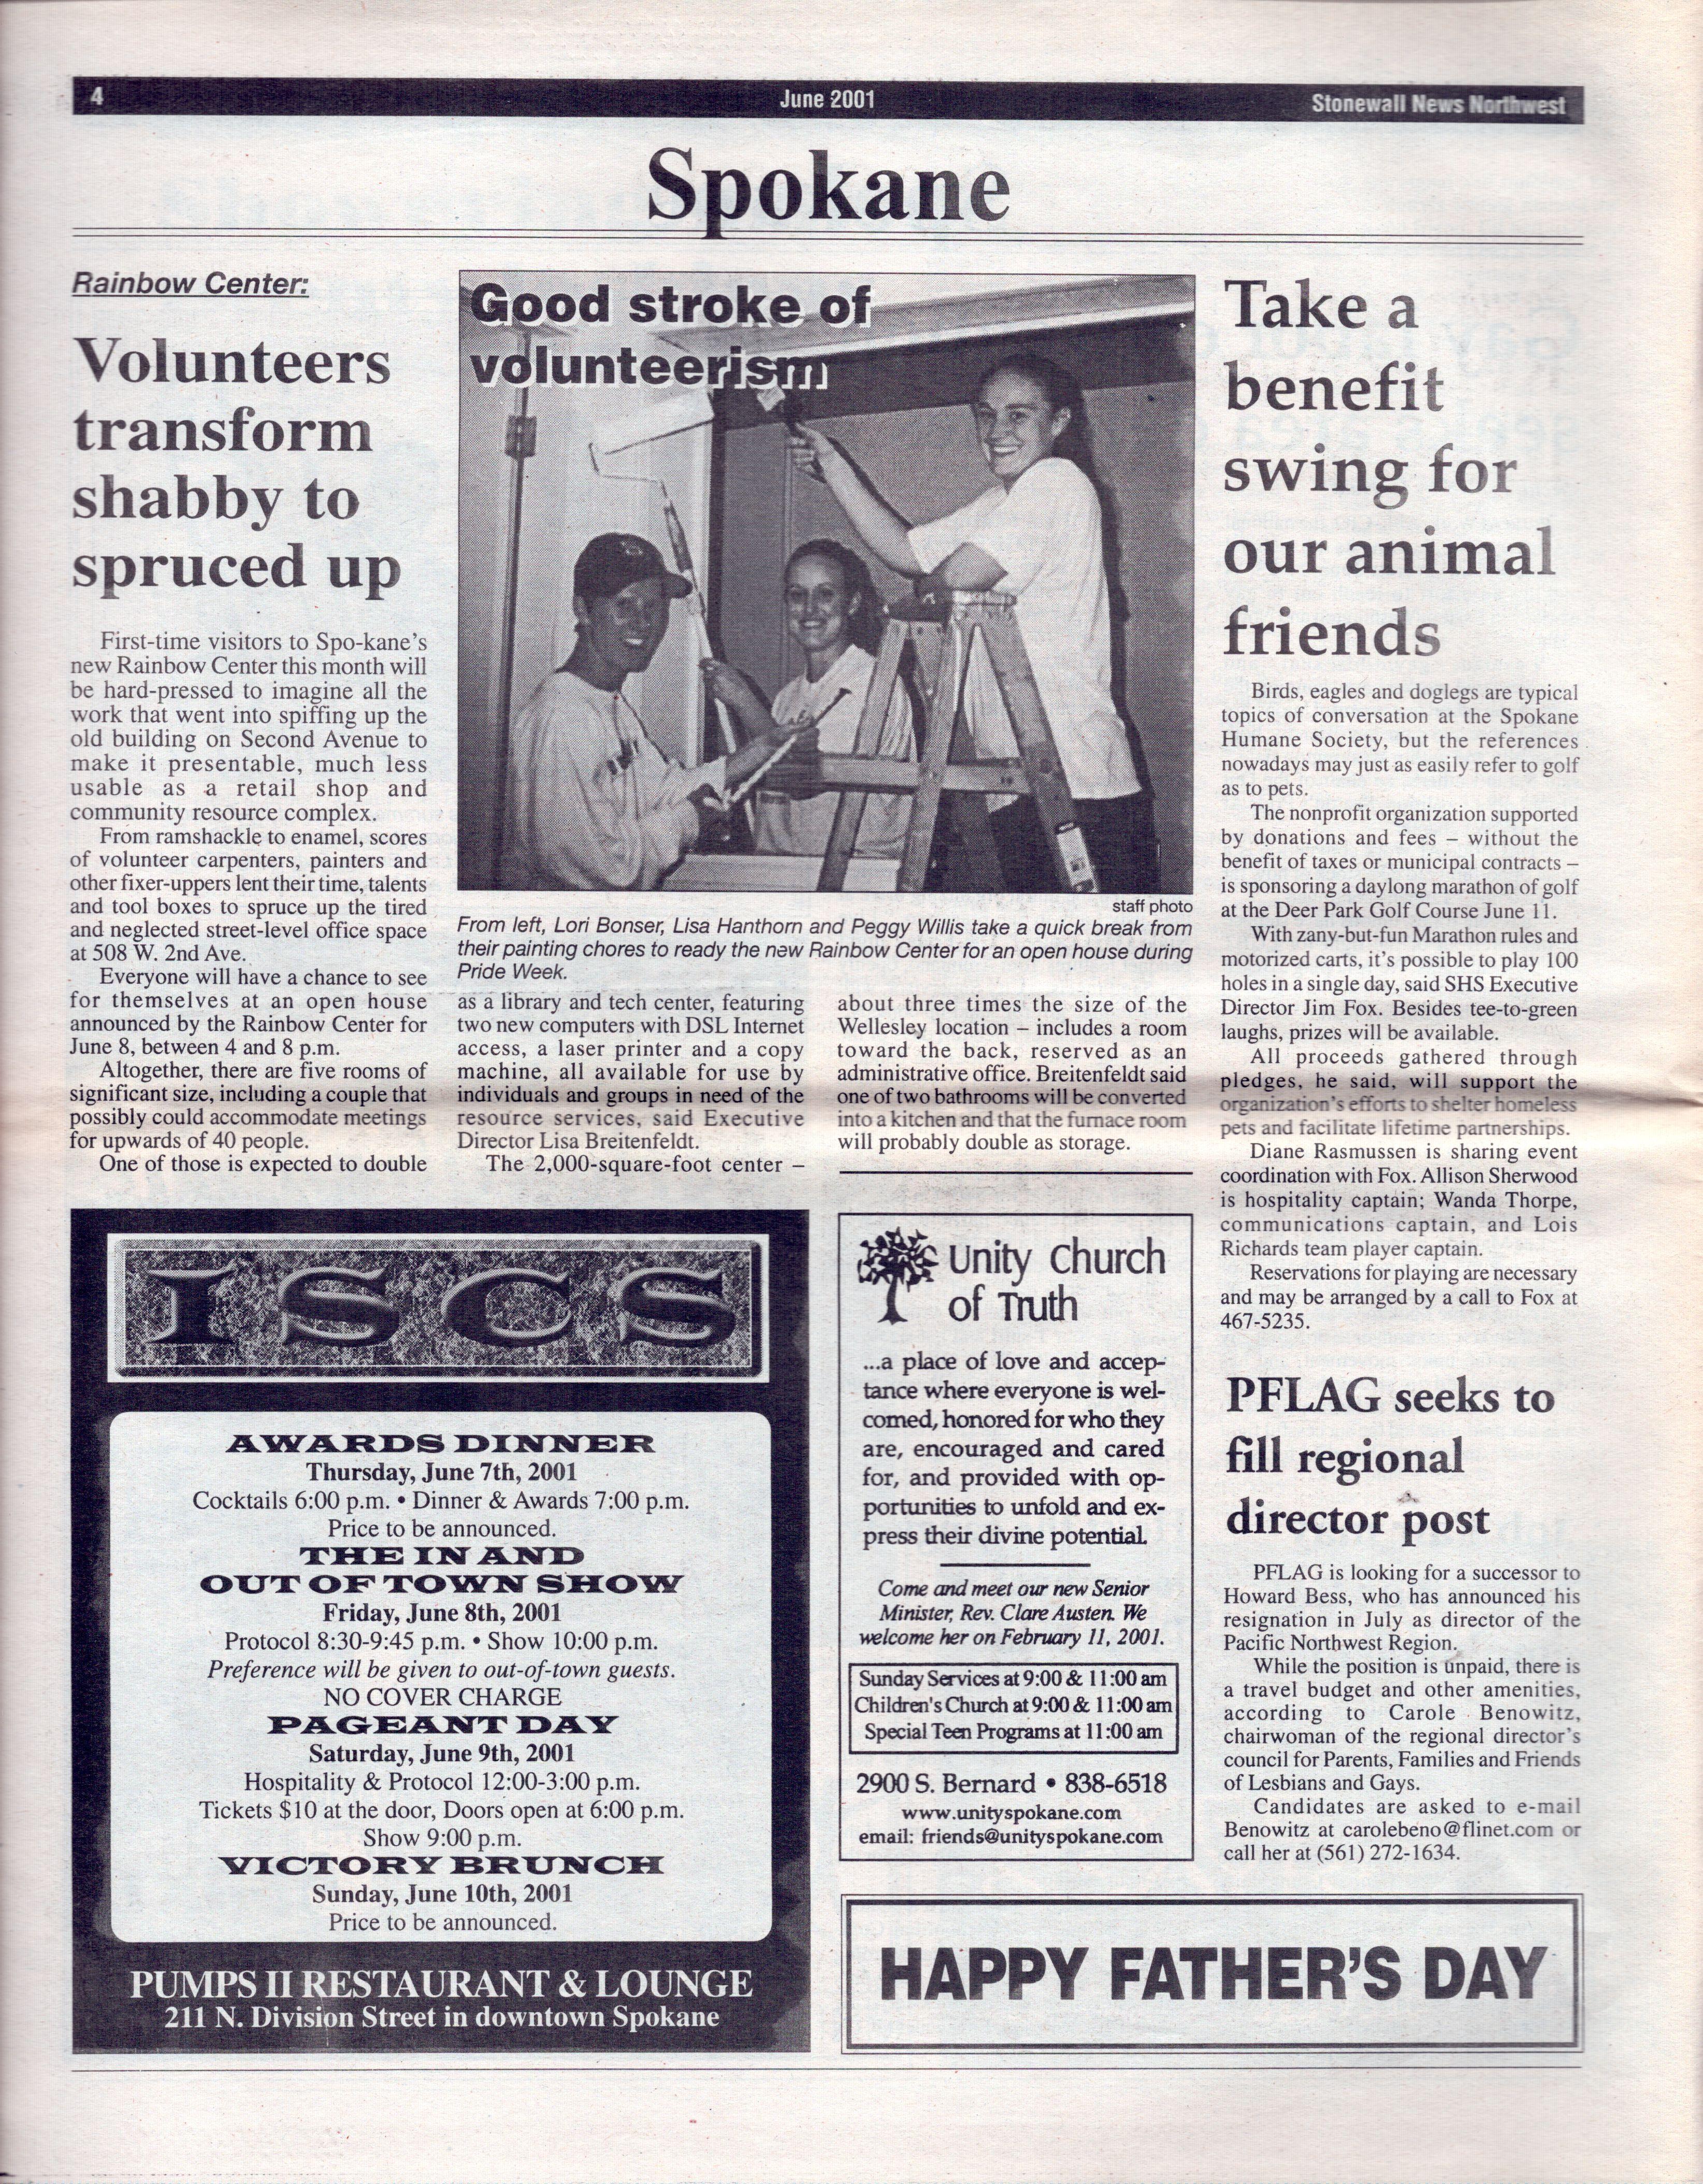 4
June 2001
Stonewall News Northwest
Spokane
Rainbow Center:
Volunteers
transform
shabby to
spruced up
First-time visitors to Spo-kane's
new Rainbow Center this month will
be hard-pressed to imagine all the
work that went into spiffing up the
old building on Second Avenue to
make it presentable, much less
usable as a retail shop and
community resource complex.
From ramshackle to enamel, scores
of volunteer carpenters, painters and
other fixer-uppers lent their time, talents
and tool boxes to spruce up the tired
and neglected street-level office space
at 508 W. 2nd Ave.
Everyone will have a chance to see
for themselves at an open house
announced by the Rainbow Center for
June 8, between 4 and 8 p.m.
Altogether, there are five rooms of
significant size, including a couple that
possibly could accommodate meetings
for upwards of 40 people.
One of those is expected to double
Good stroke of
volunteerism
staff photo
From left, Lori Bonser, Lisa Hanthorn and Peggy Willis take a quick break from
their painting chores to ready the new Rainbow Center for an open house during
Pride Week.
as a library and tech center, featuring
two new computers with DSL Internet
access, a laser printer and a copy
machine, all available for use by
individuals and groups in need of the
resource services, said Executive
Director Lisa Breitenfeldt.
The 2,000-square-foot center –
about three times the size of the
Wellesley location – includes a room
toward the back, reserved as an
administrative office. Breitenfeldt said
one of two bathrooms will be converted
into a kitchen and that the furnace room
will probably double as storage.
Take a
benefit
swing for
our animal
friends
Birds, eagles and doglegs are typical
topics of conversation at the Spokane
Humane Society, but the references
nowadays may just as easily refer to golf
as to pets.
The nonprofit organization supported
by donations and fees – without the
benefit of taxes or municipal contracts –
is sponsoring a daylong marathon of golf
at the Deer Park Golf Course June 11.
With zany-but-fun Marathon rules and
motorized carts, it's possible to play 100
holes in a single day, said SHS Executive
Director Jim Fox. Besides tee-to-green
laughs, prizes will be available.
All proceeds gathered through
pledges, he said, will support the
organization's efforts to shelter homeless
pets and facilitate lifetime partnerships.
Diane Rasmussen is sharing event
coordination with Fox. Allison Sherwood
is hospitality captain; Wanda Thorpe,
communications captain, and Lois
Richards team player captain.
Reservations for playing are necessary
and may be arranged by a call to Fox at
467-5235.
PFLAG seeks to
fill regional
director post
PFLAG is looking for a successor to
Howard Bess, who has announced his
resignation in July as director of the
Pacific Northwest Region.
While the position is unpaid, there is
a travel budget and other amenities,
according to Carole Benowitz,
chairwoman of the regional director's
council for Parents, Families and Friends
of Lesbians and Gays.
Candidates are asked to e-mail
Benowitz at carolebeno@flinet.com or
call her at (561) 272-1634.
ISCS
AWARDS DINNER
Thursday, June 7th, 2001
Cocktails 6:00 p.m. • Dinner & Awards 7:00 p.m.
Price to be announced.
THE IN AND
OUT OF TOWN SHOW
Friday, June 8th, 2001
Protocol 8:30-9:45 p.m. • Show 10:00 p.m.
Preference will be given to out-of-town guests.
NO COVER CHARGE
PAGEANT DAY
Saturday, June 9th, 2001
Hospitality & Protocol 12:00-3:00 p.m.
Tickets $10 at the door, Doors open at 6:00 p.m.
Show 9:00 p.m.
VICTORY BRUNCH
Sunday, June 10th, 2001
Price to be announced.
PUMPS II RESTAURANT & LOUNGE
211 N. Division Street in downtown Spokane
Unity Church
of Truth
...a place of love and accep-
tance where everyone is wel-
comed, honored for who they
are, encouraged and cared
for, and provided with op-
portunities to unfold and ex-
press their divine potential.
Come and meet our new Senior
Minister, Rev. Clare Austen. We
welcome her on February 11, 2001.
Sunday Services at 9:00 & 11:00 am
Children's Church at 9:00 & 11:00 am
Special Teen Programs at 11:00 am
2900 S. Bernard • 838-6518
www.unityspokane.com
email: friends@unityspokane.com
HAPPY FATHER'S DAY